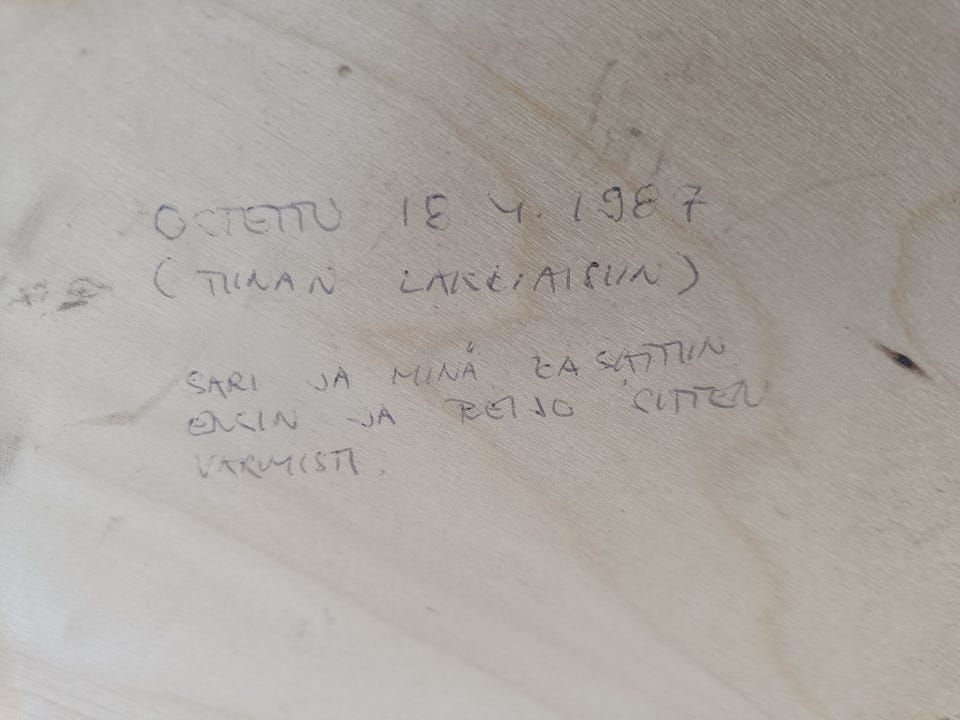 OSTETTU 18 4. 1987
(TIINAN LAKKIAISIIN)
SARI JA MINÄ KASATTIIN
ENSIN JA REIJO SITTEN
VARMISTI.